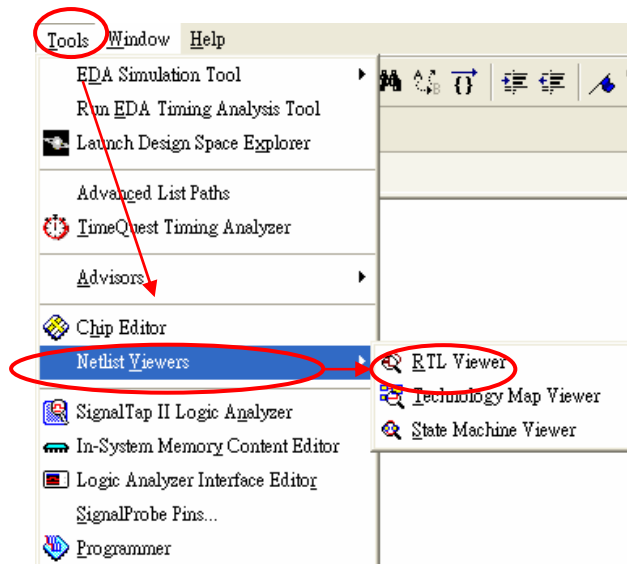 Tools Window Help
EDA Simulation Tool
Run EDA Timing Analysis Tool
Launch Design Space Explorer
Advanced List Paths
TimeQuest Timing Analyzer
Advisors
Chip Editor
Netlist Viewers
RTL Viewer
Technology Map Viewer
State Machine Viewer
SignalTap II Logic Analyzer
In-System Memory Content Editor
Logic Analyzer Interface Editor
SignalProbe Pins...
Programmer